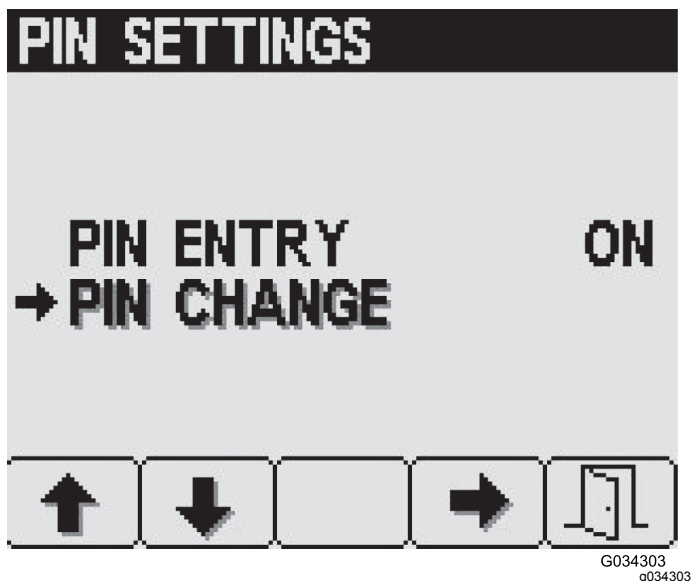 PIN SETTINGS
PIN ENTRY ON
PIN CHANGE
G034303
g034303